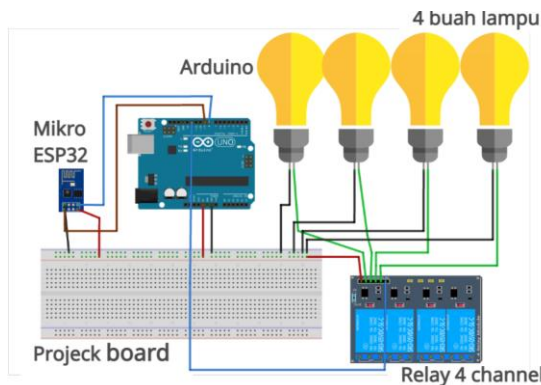 4 buah lampu
Arduino
Mikro
ESP32
UNO
Projeck board
Relay 4 channel